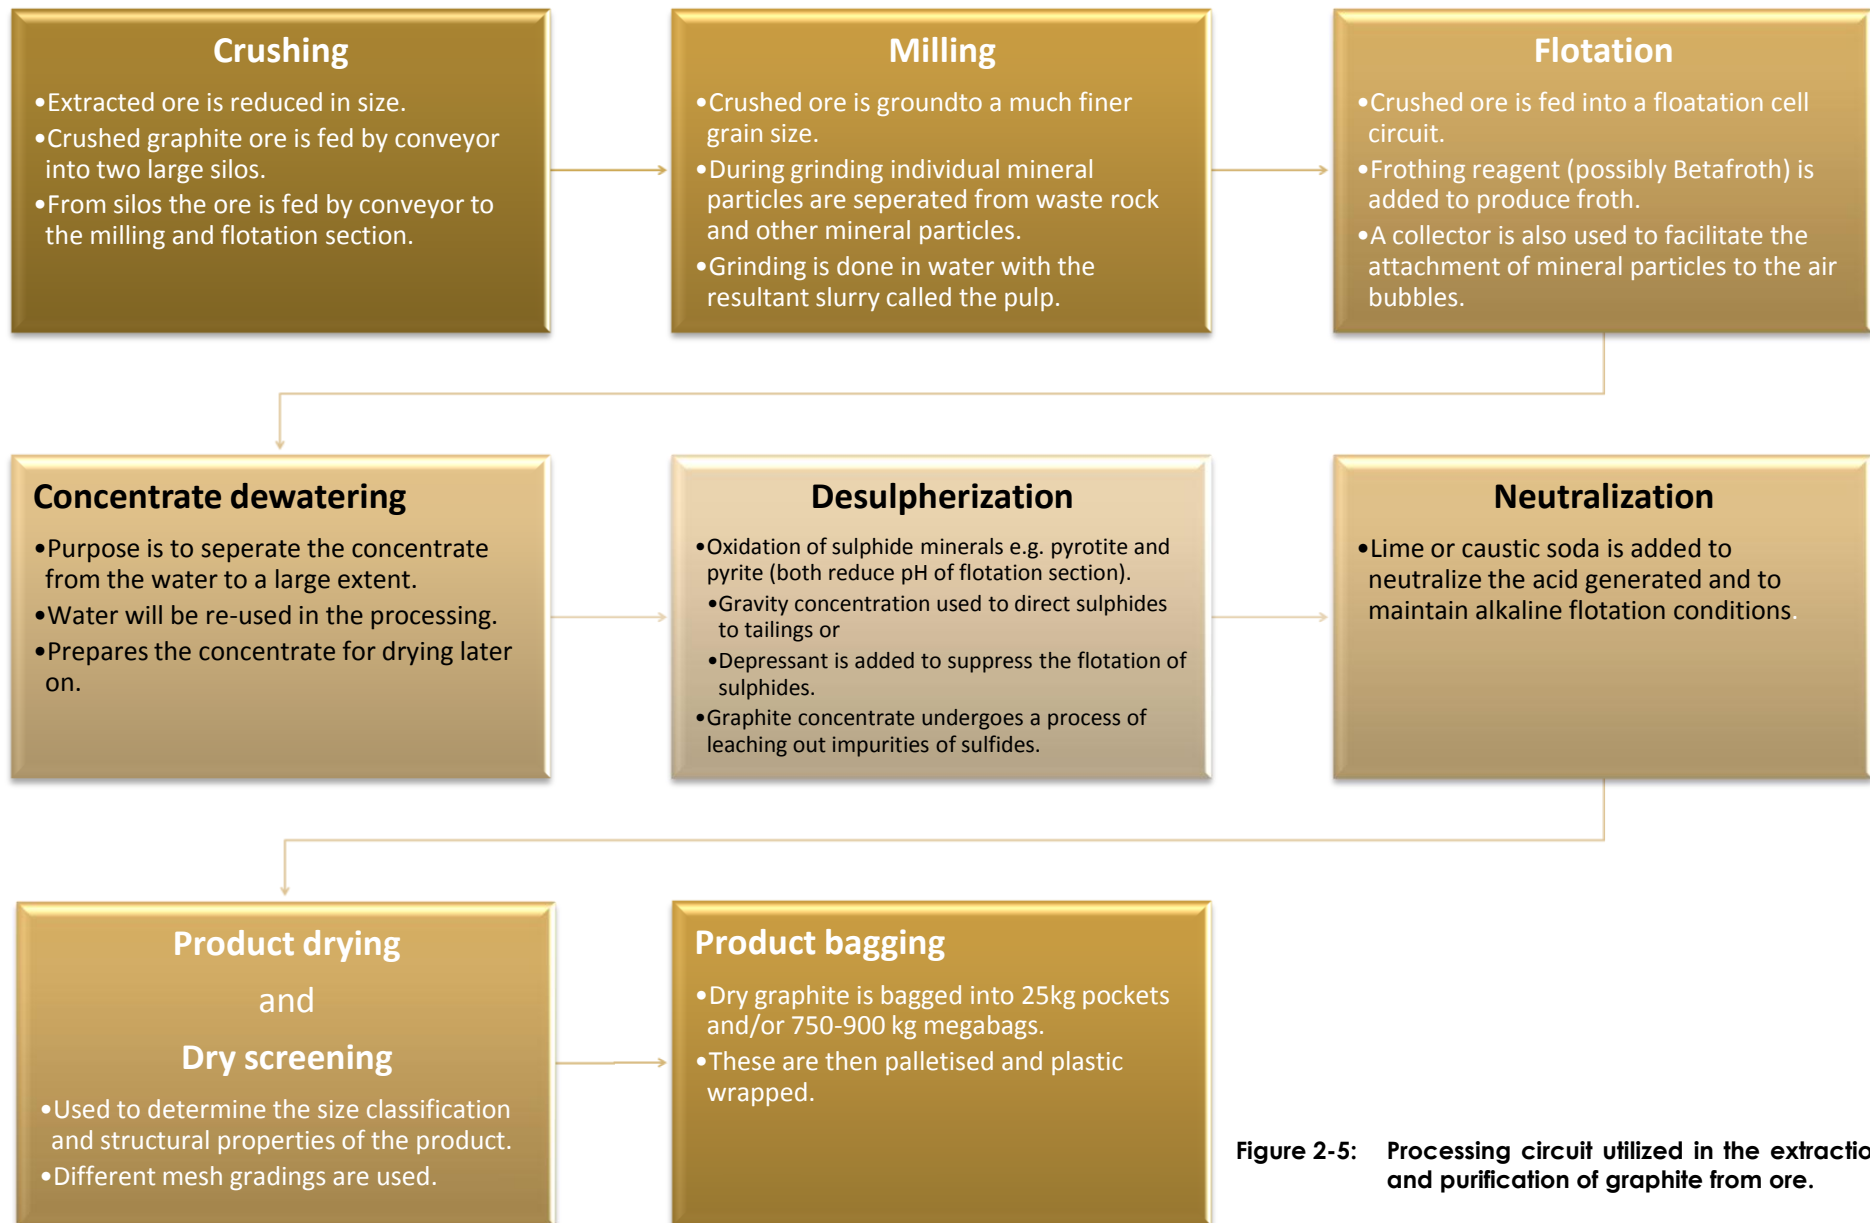 Crushing
•Extracted ore is reduced in size.
•Crushed graphite ore is fed by conveyor
into two large silos.
•From silos the ore is fed by conveyor to
the milling and flotation section.
Milling
•Crushed ore is groundto a much finer
grain size.
•During grinding individual mineral
particles are seperated from waste rock
and other mineral particles.
•Grinding is done in water with the
resultant slurry called the pulp.
Flotation
•Crushed ore is fed into a floatation cell
circuit.
•Frothing reagent (possibly Betafroth) is
added to produce froth.
•A collector is also used to facilitate the
attachment of mineral particles to the air
bubbles.
Concentrate dewatering
•Purpose is to seperate the concentrate
from the water to a large extent.
•Water will be re-used in the processing.
•Prepares the concentrate for drying later
on.
Desulpherization
•Oxidation of sulphide minerals e.g. pyrotite and
pyrite (both reduce pH of flotation section).
•Gravity concentration used to direct sulphides
to tailings or
•Depressant is added to suppress the flotation of
sulphides.
•Graphite concentrate undergoes a process of
leaching out impurities of sulfides.
Neutralization
•Lime or caustic soda is added to
neutralize the acid generated and to
maintain alkaline flotation conditions.
Product drying
and
Dry screening
•Used to determine the size classification
and structural properties of the product.
•Different mesh gradings are used.
Product bagging
•Dry graphite is bagged into 25kg pockets
and/or 750-900 kg megabags.
•These are then palletised and plastic
wrapped.
Figure 2-5: Processing circuit utilized in the extractio
and purification of graphite from ore.